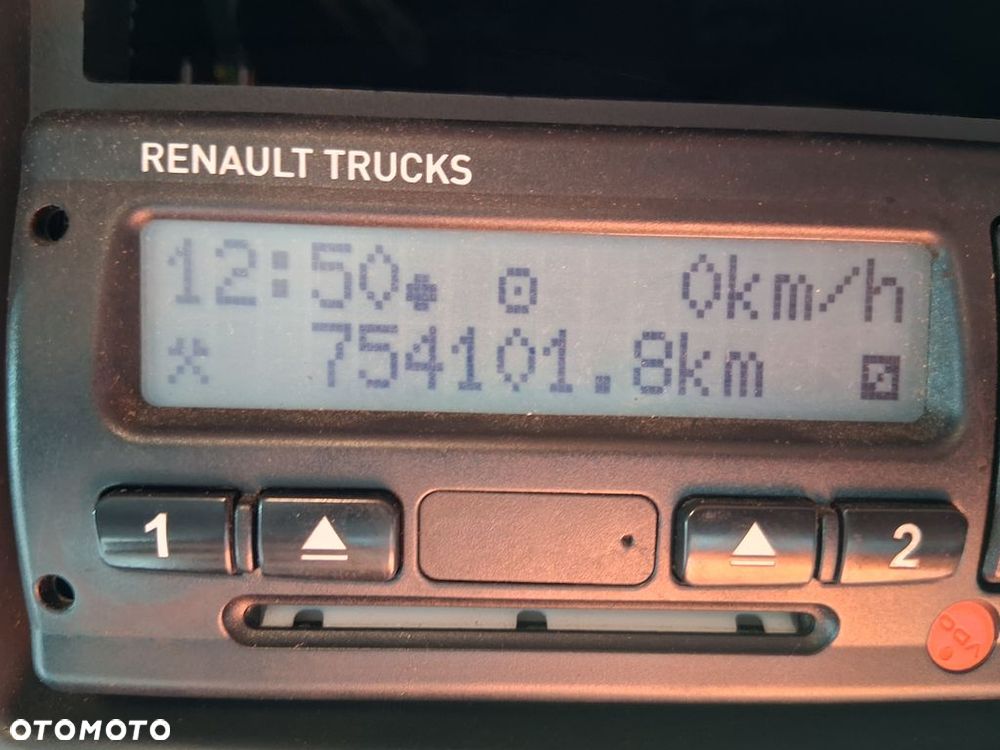 RENAULT TRUCKS
12:50 0km/h
754101.8km
1 2
VDO
OTOMOTO